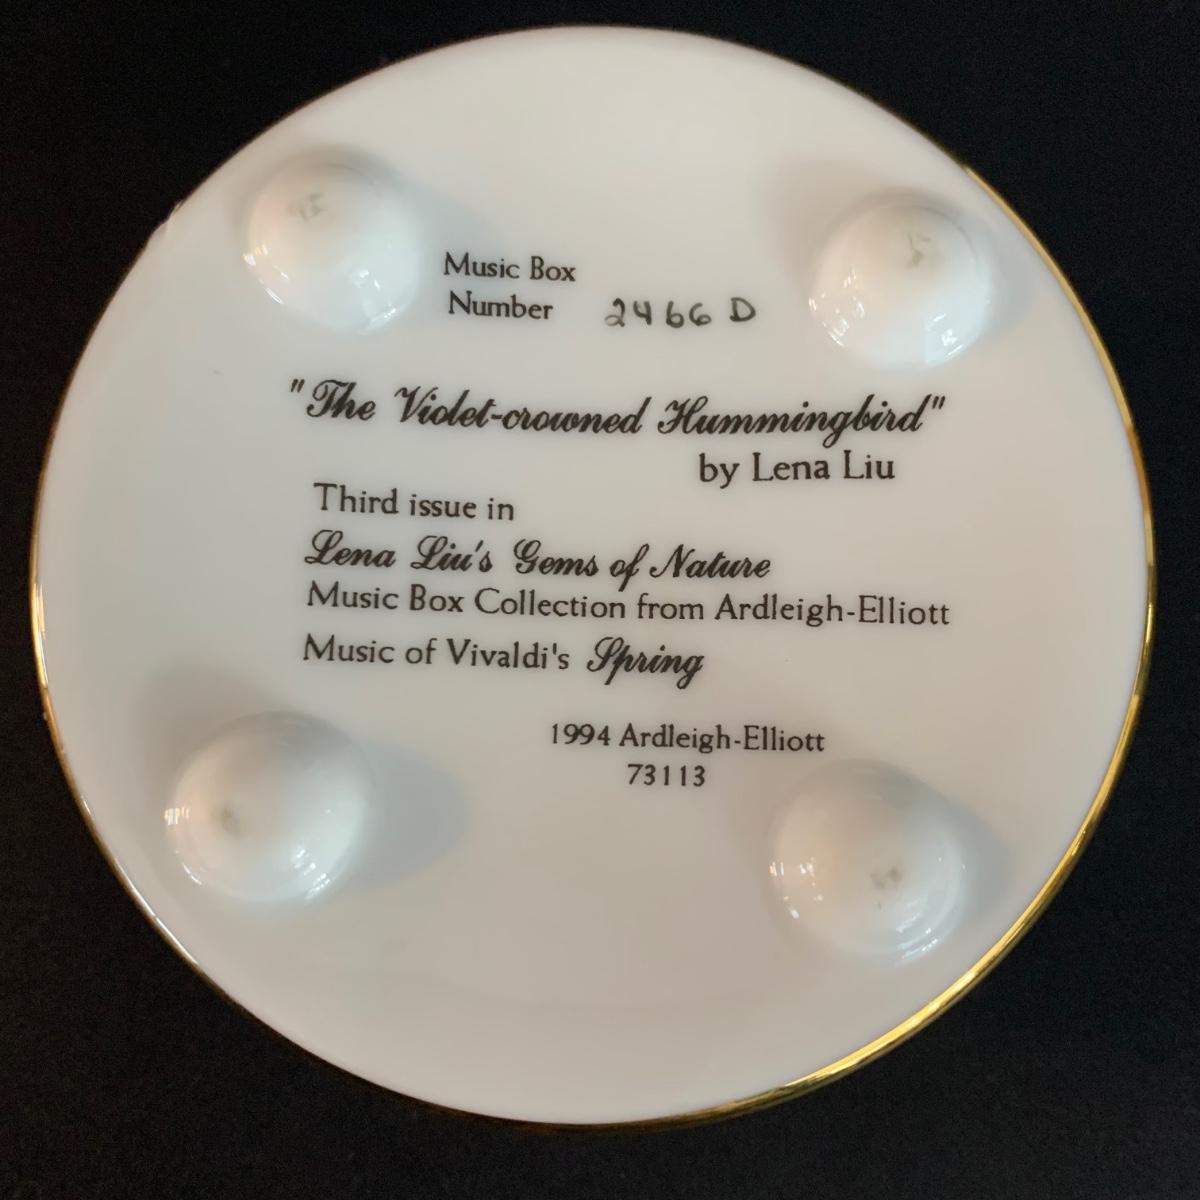 Music Box
Number 2466 D
"The Violet-crowned Hummingbird"
by Lena Liu
Third issue in
Lena Liu's Gems of Nature
Music Box Collection from Ardleigh-Elliott
Music of Vivaldi's Spring
1994 Ardleigh-Elliott
73113